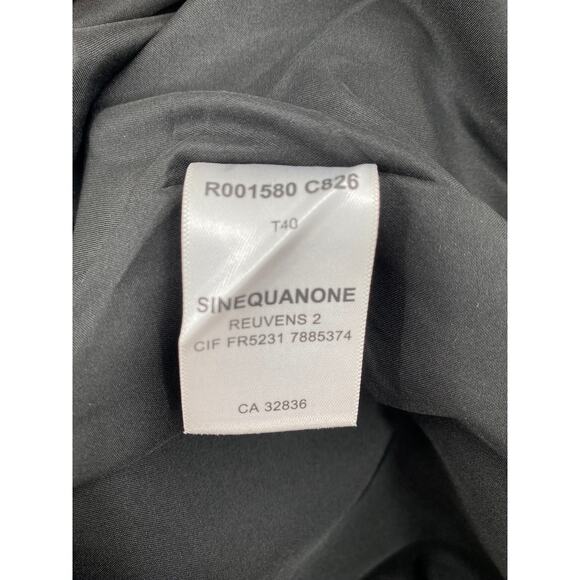 R001580 C826
T40
SINEQUANONE
REUVENS 2
CIF FR5231 7885374
CA 32836